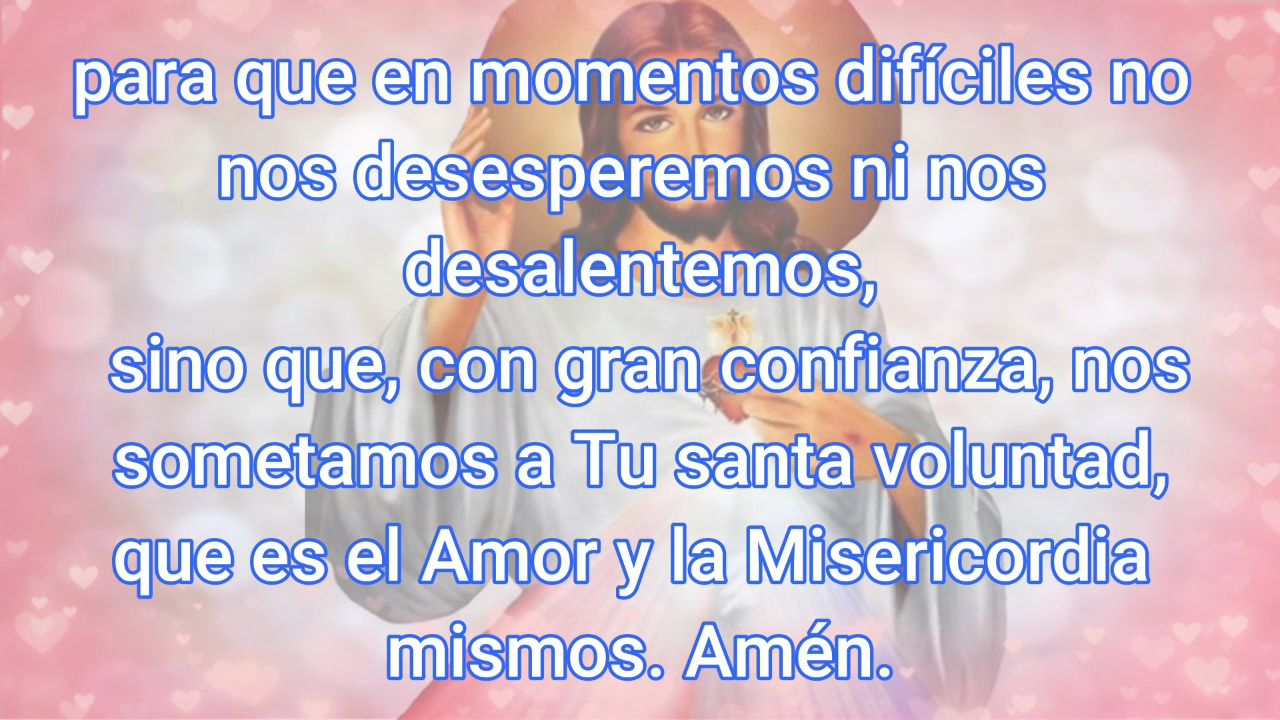 para que en momentos difíciles no
nos desesperemos ni nos
desalentemos,
sino que, con gran confianza, nos
sometamos a Tu santa voluntad,
que es el Amor y la Misericordia
mismos. Amén.